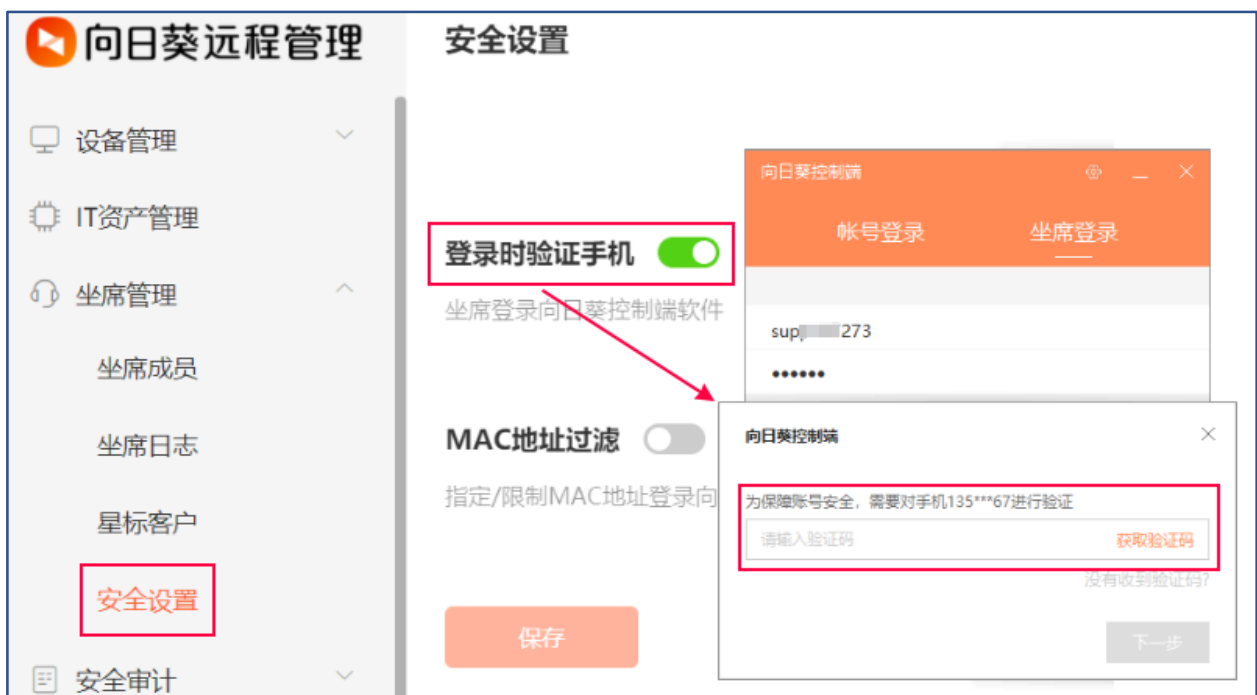 向日葵远程管理
设备管理
IT资产管理
坐席管理
坐席成员
坐席日志
星标客户
安全设置
安全审计
安全设置
登录时验证手机
坐席登录向日葵控制端软件
MAC地址过滤
指定/限制MAC地址登录向
保存
向日葵控制端
帐号登录 坐席登录
sup 273
••••••
向日葵控制端
为保障账号安全，需要对手机135***67进行验证
请输入验证码 获取验证码
没有收到验证码?
下一步